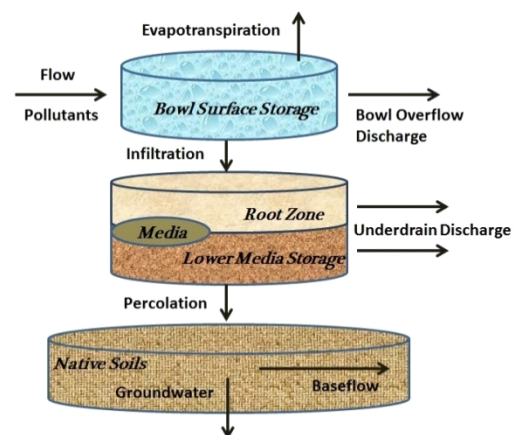 Evapotranspiration
Flow
Pollutants
Bowl Surface Storage
Bowl Overflow
Discharge
Infiltration
Root Zone
Media
Underdrain Discharge
Lower Media Storage
Percolation
Native Soils
Groundwater
Baseflow